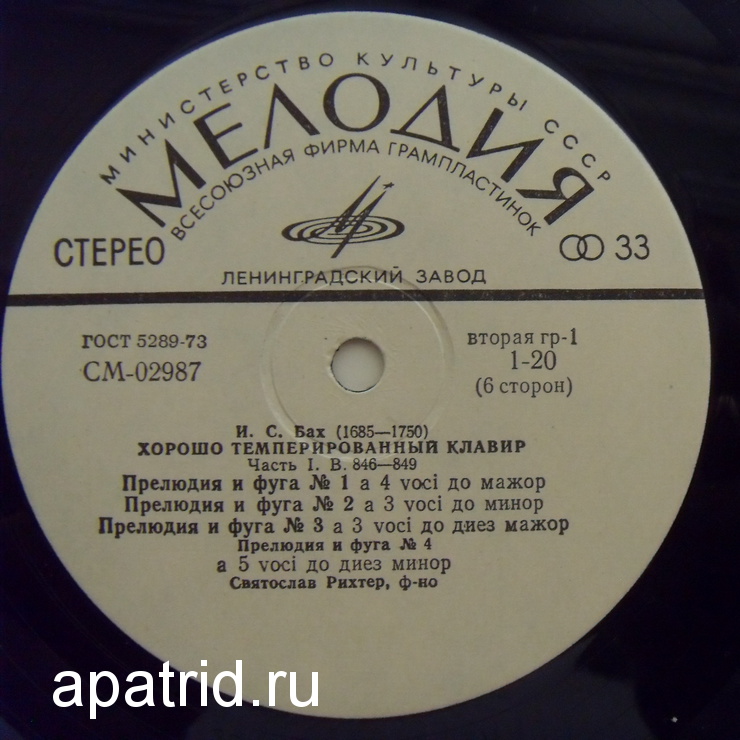 МИНИСТЕРСТВО КУЛЬТУРЫ СССР
МЕЛОДИЯ
ВСЕСОЮЗНАЯ ФИРМА ГРАМПЛАСТИНОК
СТЕРЕО
33
ЛЕНИНГРАДСКИЙ ЗАВОД
ГОСТ 5289-73
СМ-02987
вторая гр-1
1-20
(6 сторон)
И. С. Бах (1685—1750)
ХОРОШО ТЕМПЕРИРОВАННЫЙ КЛАВИР
Часть I. В. 846—849
Прелюдия и фуга № 1 а 4 voci до мажор
Прелюдия и фуга № 2 а 3 voci до минор
Прелюдия и фуга № 3 а 3 voci до диез мажор
Прелюдия и фуга № 4
а 5 voci до диез минор
Святослав Рихтер, ф-но
apatrid.ru